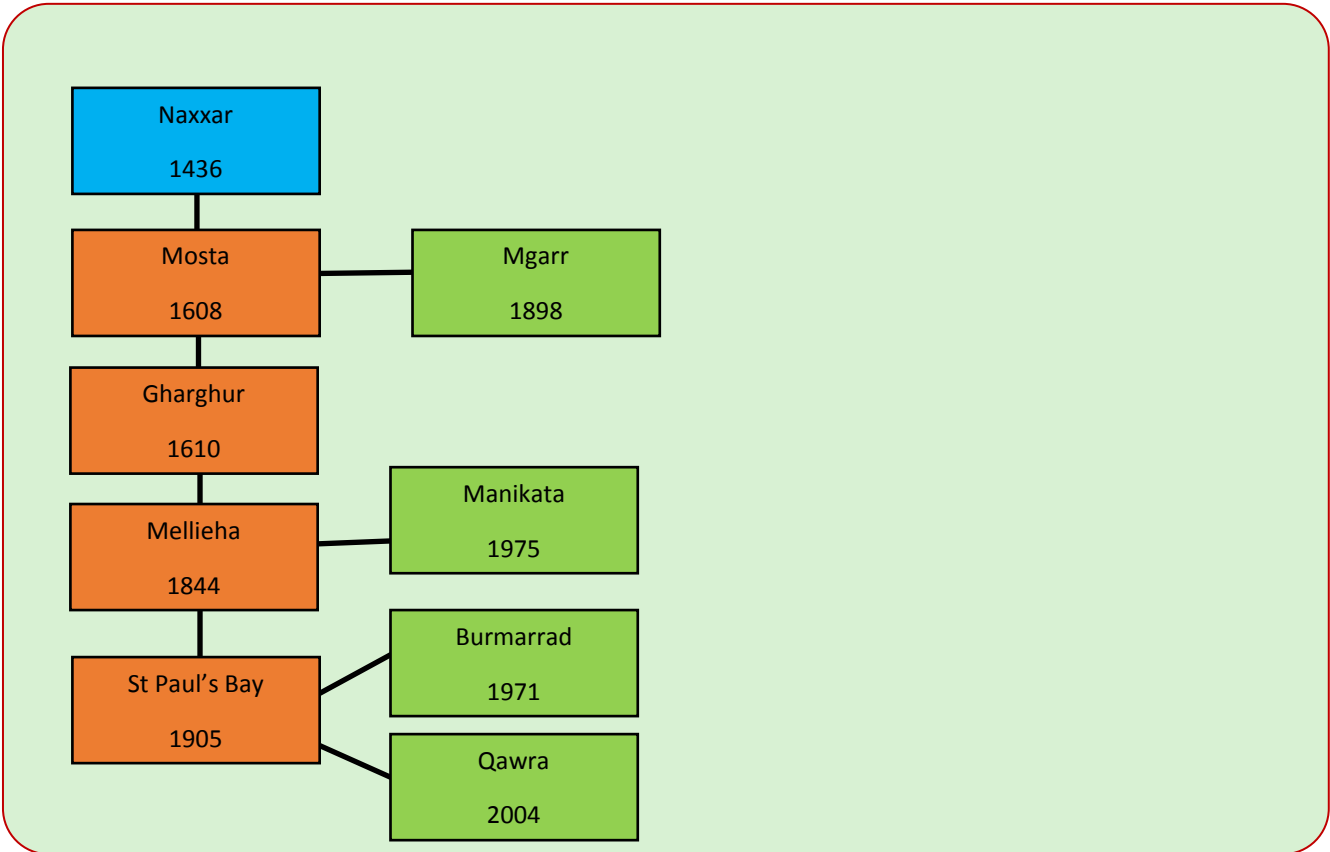 Naxxar
1436
Mosta
1608
Mgarr
1898
Gharghur
1610
Mellieha
1844
Manikata
1975
St Paul’s Bay
1905
Burmarrad
1971
Qawra
2004